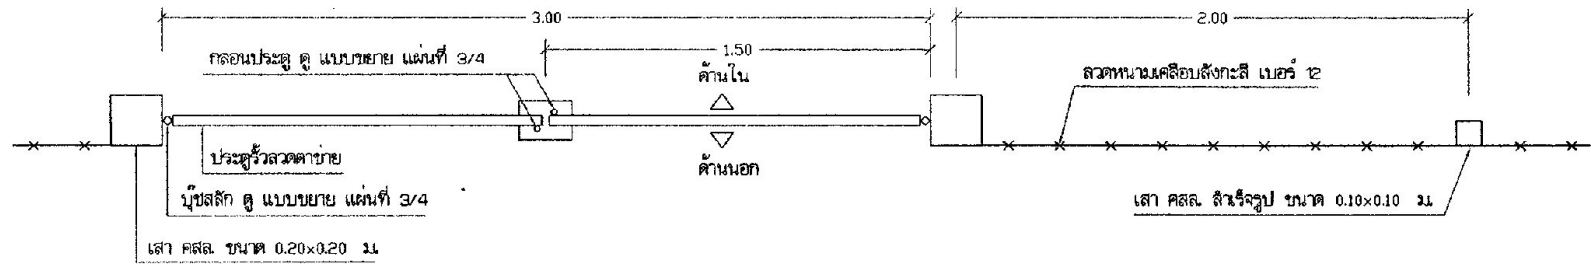 3.00
2.00
1.50
กลอนประตู ดู แบบขยาย แผ่นที่ 3/4
ด้านใน
ลวดหนามเคลือบสังกะสี เบอร์ 12
ประตูรั้วลวดตาข่าย
ด้านนอก
บุ๊ชสลัก ดู แบบขยาย แผ่นที่ 3/4
เสา คสล. สำเร็จรูป ขนาด 0.10x0.10 ม.
เสา คสล. ขนาด 0.20x0.20 ม.